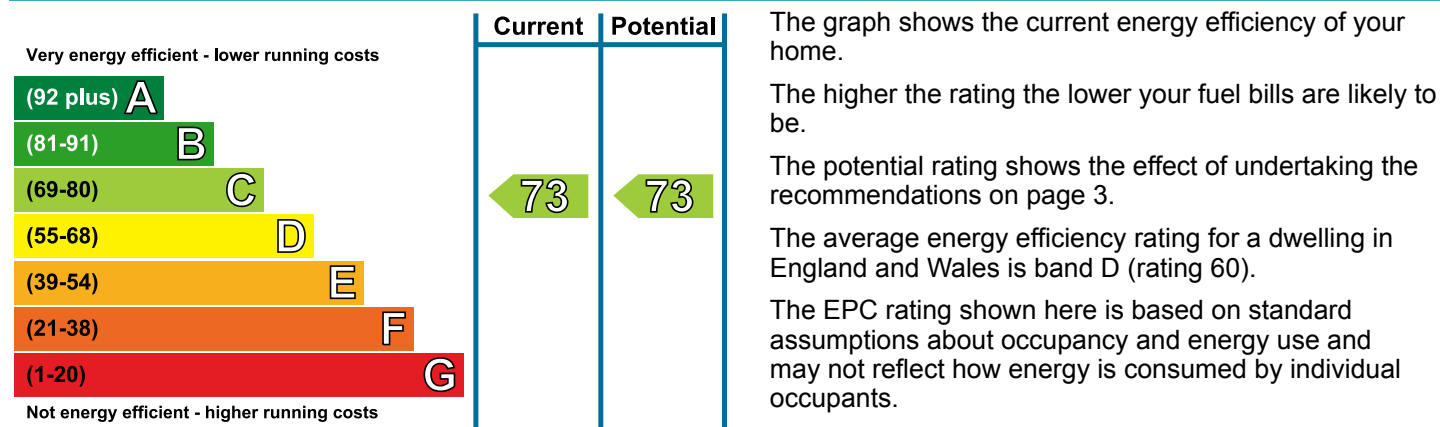 Current Potential
Very energy efficient - lower running costs
(92 plus) A
(81-91) B
(69-80) C
73 73
(55-68) D
(39-54) E
(21-38) F
(1-20) G
Not energy efficient - higher running costs
The graph shows the current energy efficiency of your
home.
The higher the rating the lower your fuel bills are likely to
be.
The potential rating shows the effect of undertaking the
recommendations on page 3.
The average energy efficiency rating for a dwelling in
England and Wales is band D (rating 60).
The EPC rating shown here is based on standard
assumptions about occupancy and energy use and
may not reflect how energy is consumed by individual
occupants.